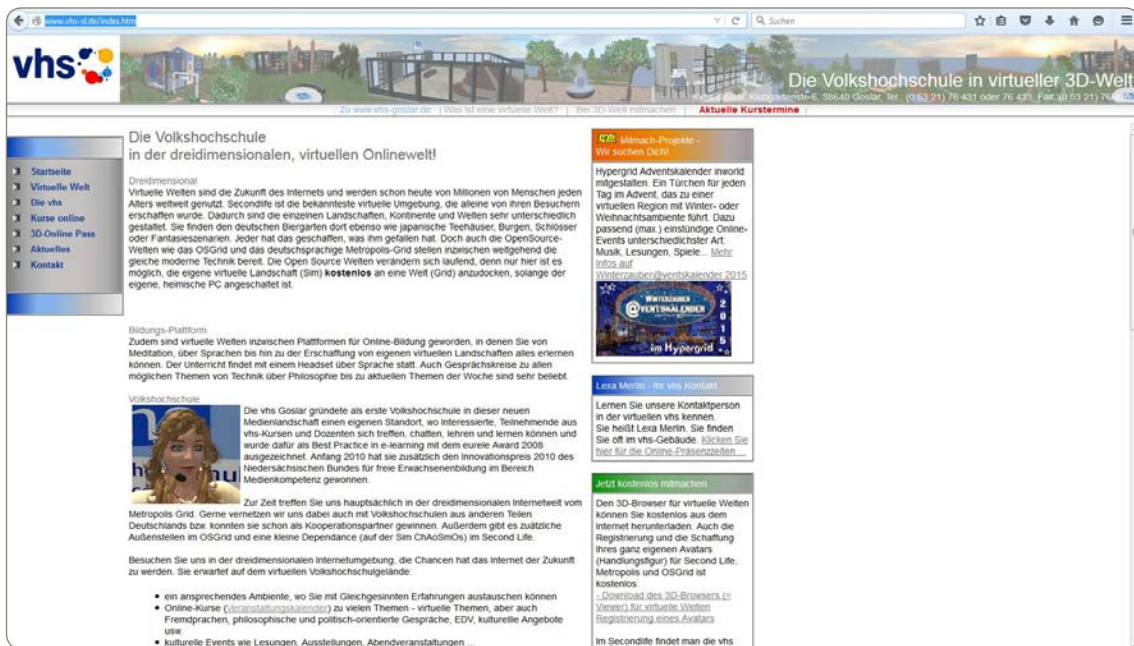 www.vhs-sl.de/index.htm
Suchen
vhs
Die Volkshochschule in virtueller 3D-Welt
38640 Goslar, Tel.: (0 53 21) 76 431 oder 76 433, Fax: (0 53 21) 76
Zu www.vhs-goslar.de | Was ist eine virtuelle Welt? | Bei 3D-Welt mitmachen | Aktuelle Kurstermine |
Startseite
Virtuelle Welt
Die vhs
Kurse online
3D-Online Pass
Aktuelles
Kontakt
Die Volkshochschule
in der dreidimensionalen, virtuellen Onlinewelt!
Dreidimensional
Virtuelle Welten sind die Zukunft des Internets und werden schon heute von Millionen von Menschen jeden
Alters weltweit genutzt. Secondlife ist die bekannteste virtuelle Umgebung, die alleine von ihren Besuchern
erschaffen wurde. Dadurch sind die einzelnen Landschaften, Kontinente und Welten sehr unterschiedlich
gestaltet. Sie finden den deutschen Biergarten dort ebenso wie japanische Teehäuser, Burgen, Schlösser
oder Fantasieszenarien. Jeder hat das geschaffen, was ihm gefallen hat. Doch auch die OpenSource-
Welten wie das OSGrid und das deutschsprachige Metropolis-Grid stellen inzwischen weitgehend die
gleiche moderne Technik bereit. Die Open Source Welten verändern sich laufend, denn nur hier ist es
möglich, die eigene virtuelle Landschaft (Sim) kostenlos an eine Welt (Grid) anzudocken, solange der
eigene, heimische PC angeschaltet ist.
Bildungs-Plattform
Zudem sind virtuelle Welten inzwischen Plattformen für Online-Bildung geworden, in denen Sie von
Meditation, über Sprachen bis hin zu der Erschaffung von eigenen virtuellen Landschaften alles erlernen
können. Der Unterricht findet mit einem Headset über Sprache statt. Auch Gesprächskreise zu allen
möglichen Themen von Technik über Philosophie bis zu aktuellen Themen der Woche sind sehr beliebt.
Volkshochschule
Die vhs Goslar gründete als erste Volkshochschule in dieser neuen
Medienlandschaft einen eigenen Standort, wo Interessierte, Teilnehmende aus
vhs-Kursen und Dozenten sich treffen, chatten, lehren und lernen können und
wurde dafür als Best Practice in e-learning mit dem eurele Award 2008
ausgezeichnet. Anfang 2010 hat sie zusätzlich den Innovationspreis 2010 des
Niedersächsischen Bundes für freie Erwachsenenbildung im Bereich
Medienkompetenz gewonnen.
Zur Zeit treffen Sie uns hauptsächlich in der dreidimensionalen Internetwelt vom
Metropolis Grid. Gerne vernetzen wir uns dabei auch mit Volkshochschulen aus anderen Teilen
Deutschlands bzw. konnten sie schon als Kooperationspartner gewinnen. Außerdem gibt es zuätzliche
Außenstellen im OSGrid und eine kleine Dependance (auf der Sim ChAoSmOs) im Second Life.
Besuchen Sie uns in der dreidimensionalen Internetumgebung, die Chancen hat das Internet der Zukunft
zu werden. Sie erwartet auf dem virtuellen Volkshochschulgelände:
• ein ansprechendes Ambiente, wo Sie mit Gleichgesinnten Erfahrungen austauschen können
• Online-Kurse (Veranstaltungskalender) zu vielen Themen - virtuelle Themen, aber auch
Fremdprachen, philosophische und politisch-orientierte Gespräche, EDV, kulturelle Angebote
usw.
• kulturelle Events wie Lesungen, Ausstellungen, Abendveranstaltungen ...
Mitmach-Projekte -
Wir suchen Dich!
Hypergrid Adventskalender inworld
mitgestalten. Ein Türchen für jeden
Tag im Advent, das zu einer
virtuellen Region mit Winter- oder
Weihnachtsambiente führt. Dazu
passend (max.) einstündige Online-
Events unterschiedlichster Art:
Musik, Lesungen, Spiele... Mehr
Infos auf
Winterzauber@ventskalender 2015
Winterzauber
@ventskalender
2015
im Hypergrid
Lexa Merlin - Ihr vhs Kontakt
Lernen Sie unsere Kontaktperson
in der virtuellen vhs kennen.
Sie heißt Lexa Merlin. Sie finden
Sie oft im vhs-Gebäude. Klicken Sie
hier für die Online-Präsenzzeiten ...
Jetzt kostenlos mitmachen
Den 3D-Browser für virtuelle Welten
können Sie kostenlos aus dem
Internet herunterladen. Auch die
Registrierung und die Schaffung
Ihres ganz eigenen Avatars
(Handlungsfigur) für Second Life,
Metropolis und OSGrid ist
kostenlos.
- Download des 3D-Browsers (=
Viewer) für virtuelle Welten
Registrierung eines Avatars
Im Secondlife findet man die vhs